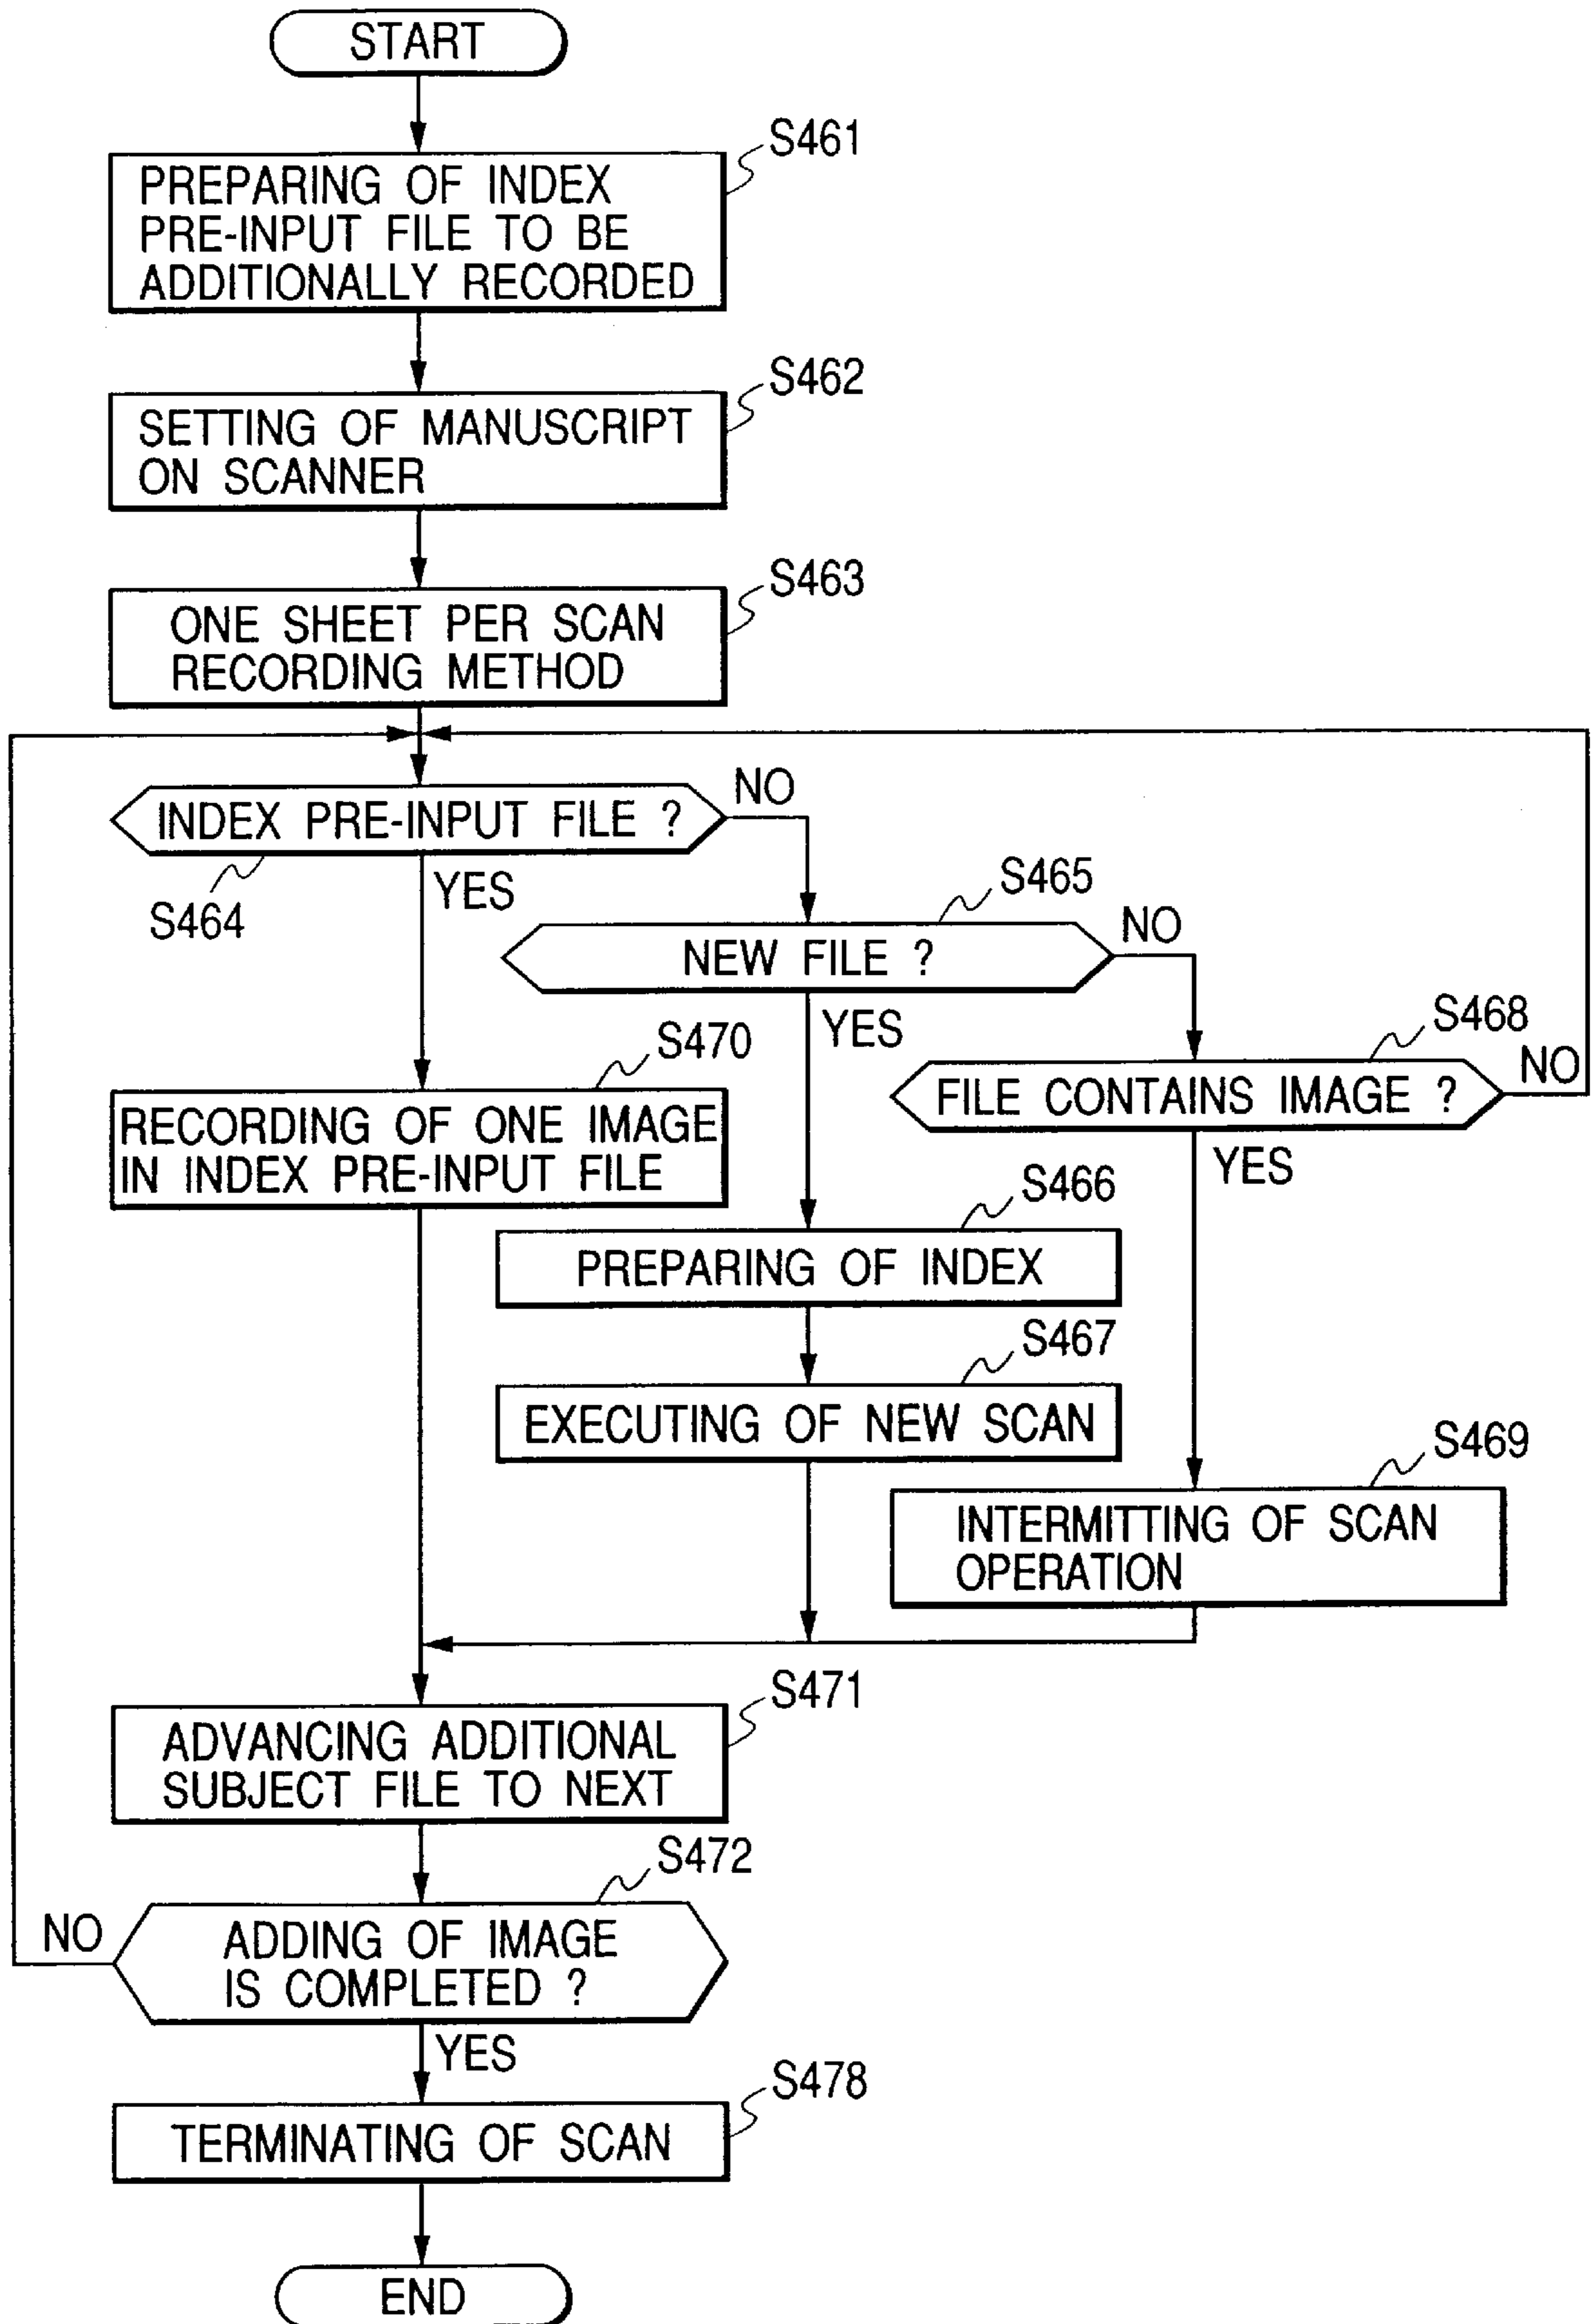 START
S461
PREPARING OF INDEX
PRE-INPUT FILE TO BE
ADDITIONALLY RECORDED
S462
SETTING OF MANUSCRIPT
ON SCANNER
S463
ONE SHEET PER SCAN
RECORDING METHOD
INDEX PRE-INPUT FILE ?
NO
YES
S464
S465
NEW FILE ?
NO
YES
S468
FILE CONTAINS IMAGE ?
NO
YES
S470
RECORDING OF ONE IMAGE
IN INDEX PRE-INPUT FILE
S466
PREPARING OF INDEX
S467
EXECUTING OF NEW SCAN
S469
INTERMITTING OF SCAN
OPERATION
S471
ADVANCING ADDITIONAL
SUBJECT FILE TO NEXT
S472
NO
ADDING OF IMAGE
IS COMPLETED ?
YES
S478
TERMINATING OF SCAN
END